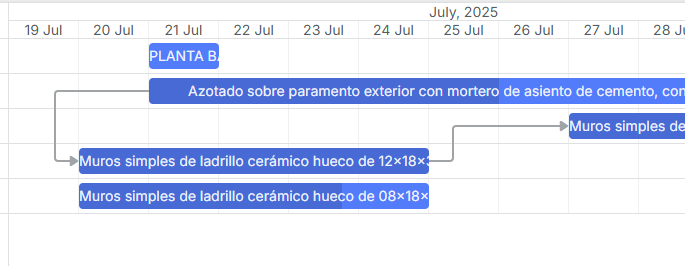 July, 2025
19 Jul 20 Jul 21 Jul 22 Jul 23 Jul 24 Jul 25 Jul 26 Jul 27 Jul 28 Jul
PLANTA
Azotado sobre paramento exterior con mortero de asiento de cemento, con
Muros simples de
Muros simples de ladrillo cerámico hueco de 12×18×
Muros simples de ladrillo cerámico hueco de 08×18×